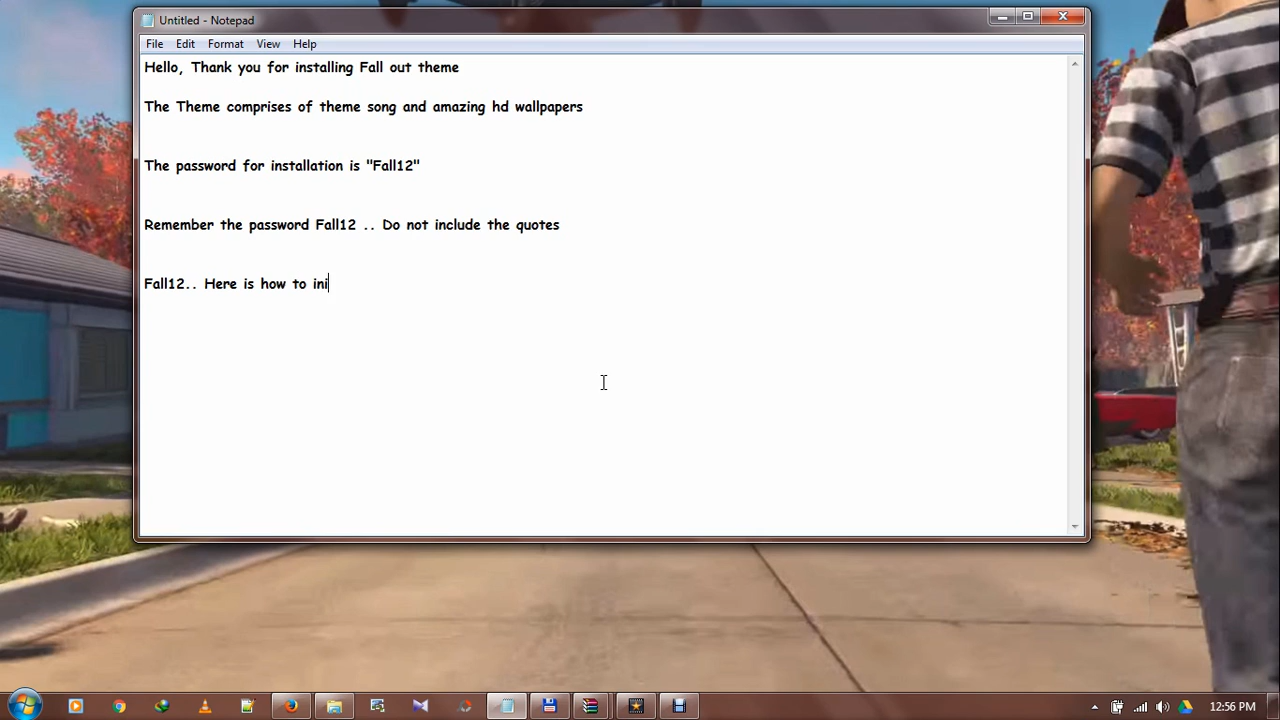 Untitled - Notepad
File Edit Format View Help
Hello, Thank you for installing Fall out theme
The Theme comprises of theme song and amazing hd wallpapers
The password for installation is "Fall12"
Remember the password Fall12 .. Do not include the quotes
Fall12.. Here is how to ini
12:56 PM